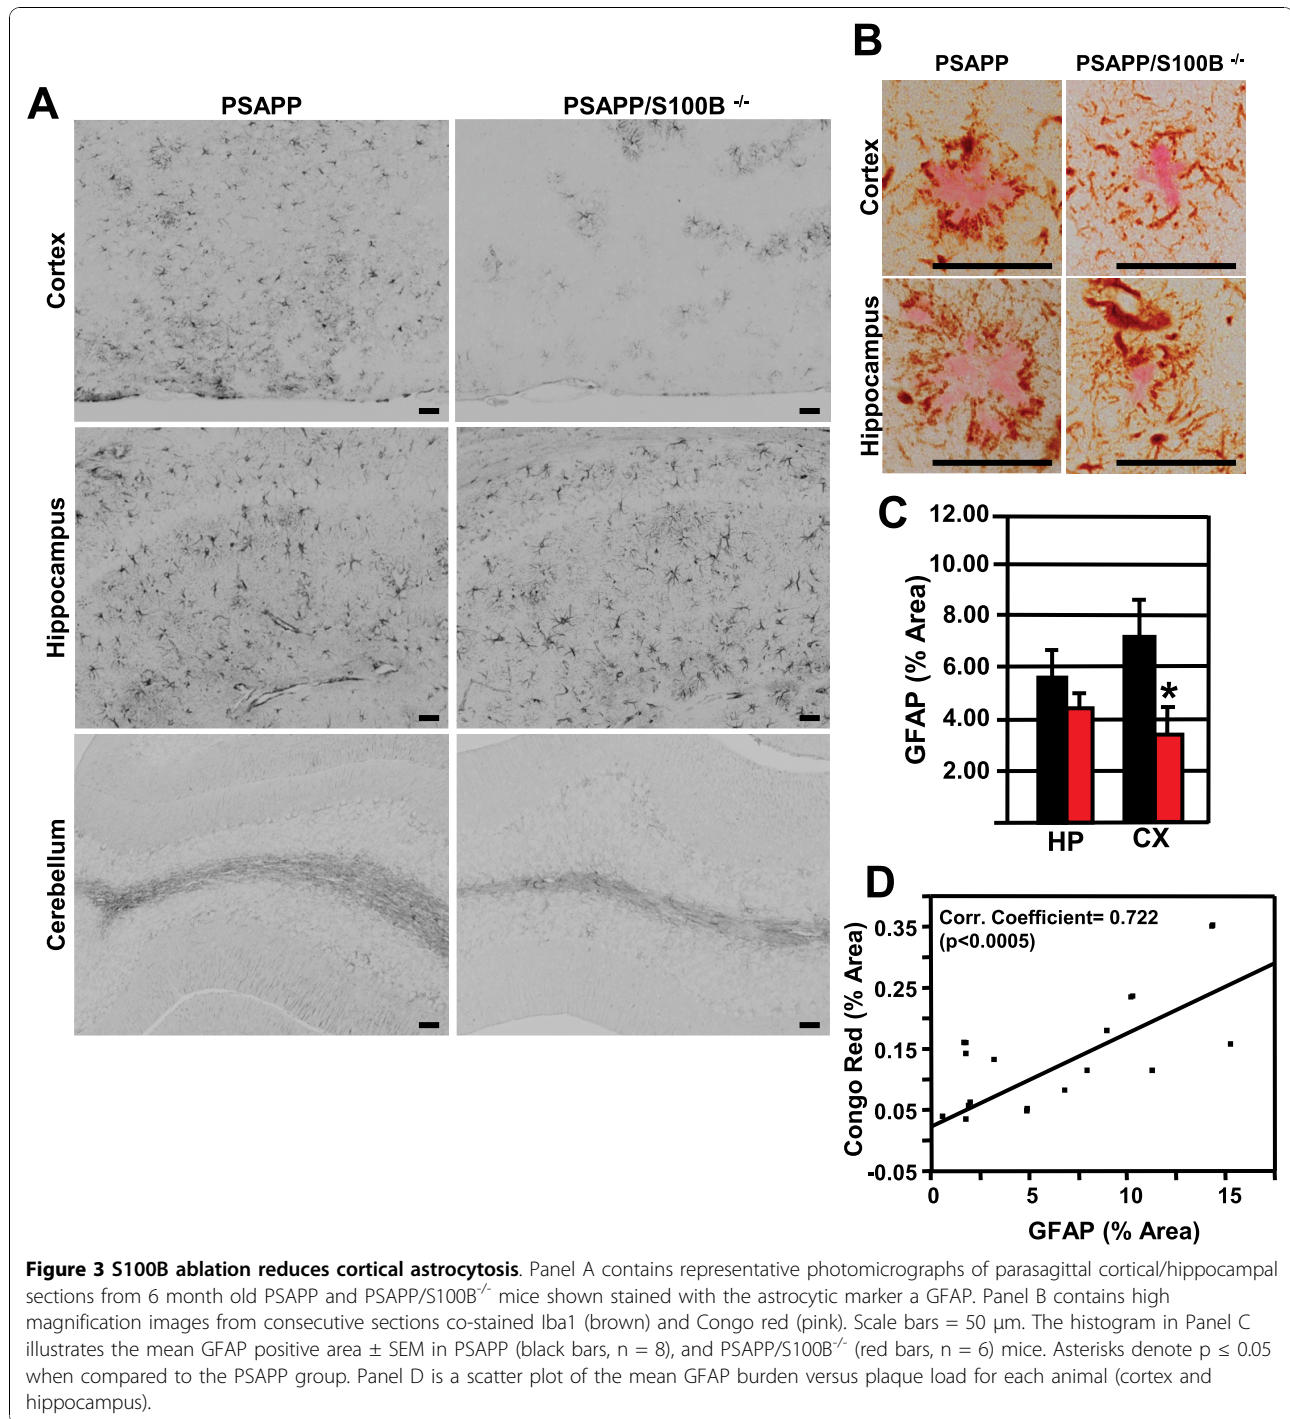 A
PSAPP
PSAPP/S100B -/-
Cortex
Hippocampus
Cerebellum
B
PSAPP
PSAPP/S100B -/-
Cortex
Hippocampus
C
GFAP (% Area)
12.00
10.00
8.00
6.00
4.00
2.00
*
HP
CX
D
Congo Red (% Area)
Corr. Coefficient= 0.722
(p<0.0005)
0.35
0.25
0.15
0.05
-0.05
0
5
10
15
GFAP (% Area)
Figure 3 S100B ablation reduces cortical astrocytosis. Panel A contains representative photomicrographs of parasagittal cortical/hippocampal
sections from 6 month old PSAPP and PSAPP/S100B-/- mice shown stained with the astrocytic marker a GFAP. Panel B contains high
magnification images from consecutive sections co-stained Iba1 (brown) and Congo red (pink). Scale bars = 50 μm. The histogram in Panel C
illustrates the mean GFAP positive area ± SEM in PSAPP (black bars, n = 8), and PSAPP/S100B-/- (red bars, n = 6) mice. Asterisks denote p ≤ 0.05
when compared to the PSAPP group. Panel D is a scatter plot of the mean GFAP burden versus plaque load for each animal (cortex and
hippocampus).